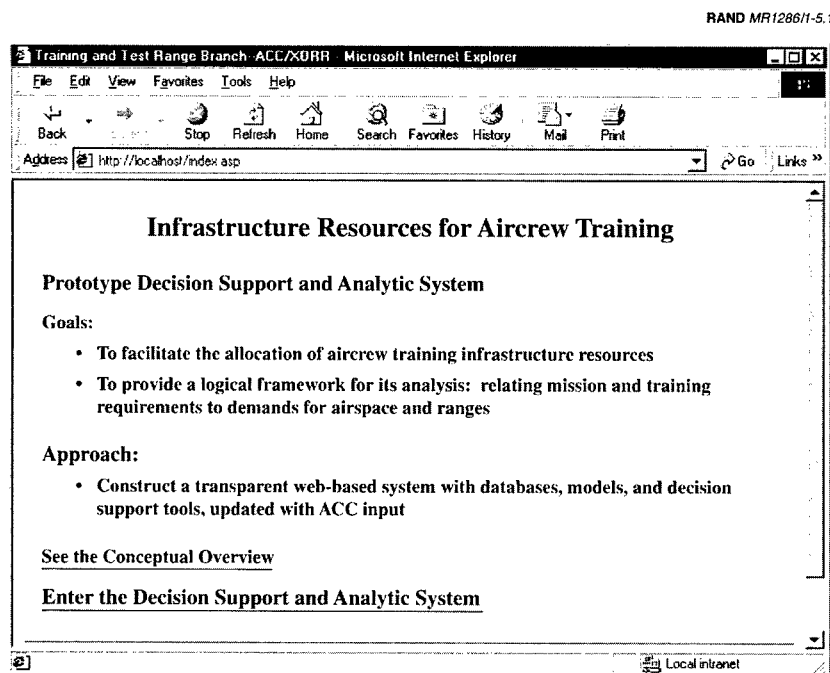 RAND MR1286/1-5.1
Training and Test Range Branch-ACC/XORR - Microsoft Internet Explorer
File Edit View Favorites Tools Help
Back Stop Refresh Home Search Favorites History Mail Print
Address http://localhost/index.asp Go Links »
Infrastructure Resources for Aircrew Training
Prototype Decision Support and Analytic System
Goals:
• To facilitate the allocation of aircrew training infrastructure resources
• To provide a logical framework for its analysis: relating mission and training
requirements to demands for airspace and ranges
Approach:
• Construct a transparent web-based system with databases, models, and decision
support tools, updated with ACC input
See the Conceptual Overview
Enter the Decision Support and Analytic System
Local intranet